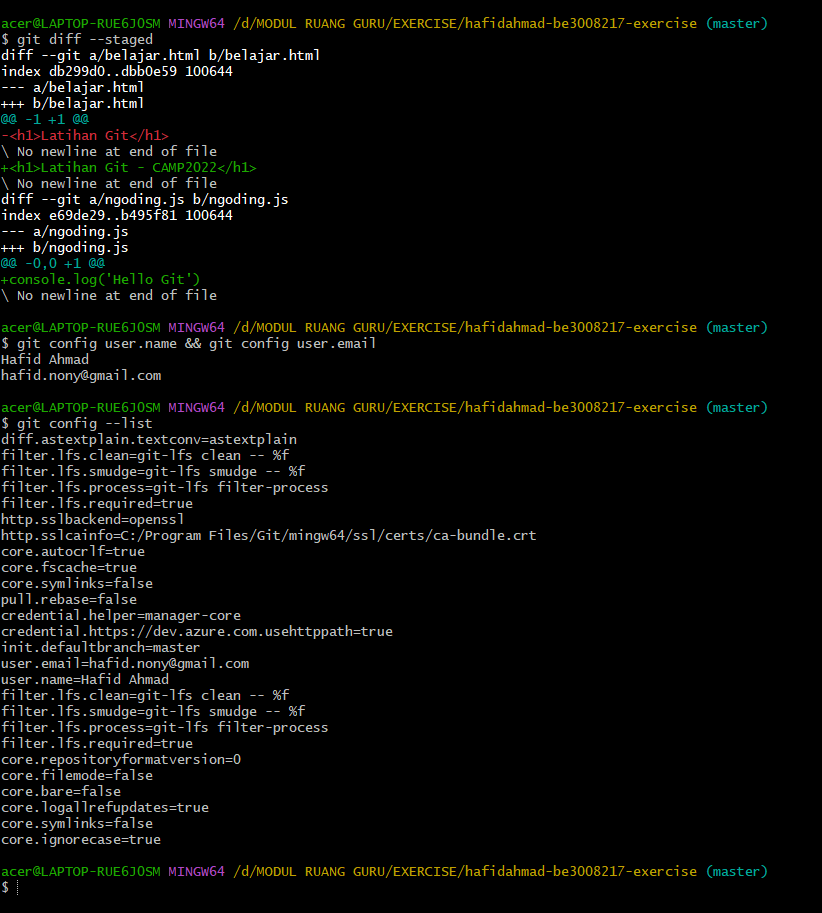 acer@LAPTOP-RUE6J0SM MINGW64 /d/MODUL RUANG GURU/EXERCISE/hafidahmad-be3008217-exercise (master)
$ git diff --staged
diff --git a/belajar.html b/belajar.html
index db299d0..dbb0e59 100644
--- a/belajar.html
+++ b/belajar.html
@@ -1 +1 @@
-<h1>Latihan Git</h1>
\ No newline at end of file
+<h1>Latihan Git - CAMP2022</h1>
\ No newline at end of file
diff --git a/ngoding.js b/ngoding.js
index e69de29..b495f81 100644
--- a/ngoding.js
+++ b/ngoding.js
@@ -0,0 +1 @@
+console.log('Hello Git')
\ No newline at end of file
acer@LAPTOP-RUE6J0SM MINGW64 /d/MODUL RUANG GURU/EXERCISE/hafidahmad-be3008217-exercise (master)
$ git config user.name && git config user.email
Hafid Ahmad
hafid.nony@gmail.com
acer@LAPTOP-RUE6J0SM MINGW64 /d/MODUL RUANG GURU/EXERCISE/hafidahmad-be3008217-exercise (master)
$ git config --list
diff.astextplain.textconv=astextplain
filter.lfs.clean=git-lfs clean -- %f
filter.lfs.smudge=git-lfs smudge -- %f
filter.lfs.process=git-lfs filter-process
filter.lfs.required=true
http.sslbackend=openssl
http.sslcainfo=C:/Program Files/Git/mingw64/ssl/certs/ca-bundle.crt
core.autocrlf=true
core.fscache=true
core.symlinks=false
pull.rebase=false
credential.helper=manager-core
credential.https://dev.azure.com.usehttppath=true
init.defaultbranch=master
user.email=hafid.nony@gmail.com
user.name=Hafid Ahmad
filter.lfs.clean=git-lfs clean -- %f
filter.lfs.smudge=git-lfs smudge -- %f
filter.lfs.process=git-lfs filter-process
filter.lfs.required=true
core.repositoryformatversion=0
core.filemode=false
core.bare=false
core.logallrefupdates=true
core.symlinks=false
core.ignorecase=true
acer@LAPTOP-RUE6J0SM MINGW64 /d/MODUL RUANG GURU/EXERCISE/hafidahmad-be3008217-exercise (master)
$